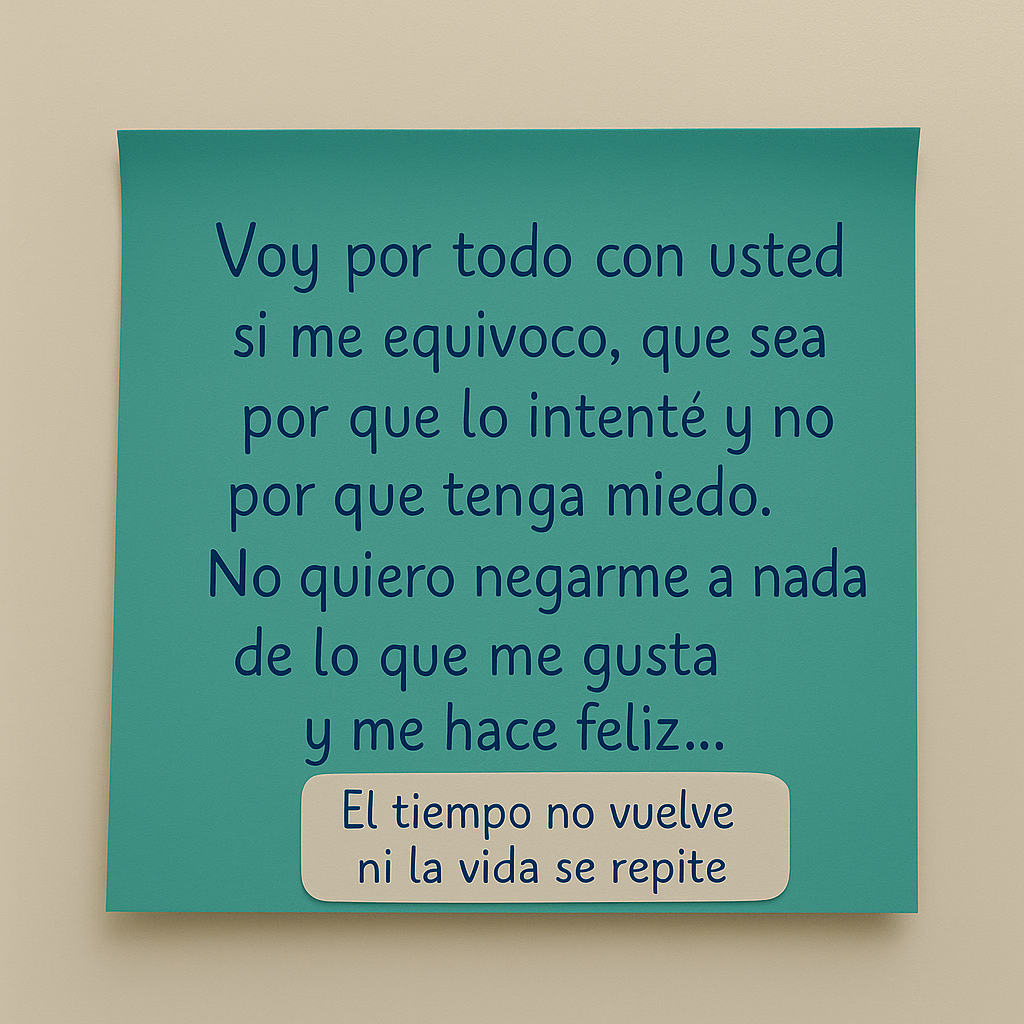 Voy por todo con usted
si me equivoco, que sea
por que lo intenté y no
por que tenga miedo.
No quiero negarme a nada
de lo que me gusta
y me hace feliz...
El tiempo no vuelve
ni la vida se repite